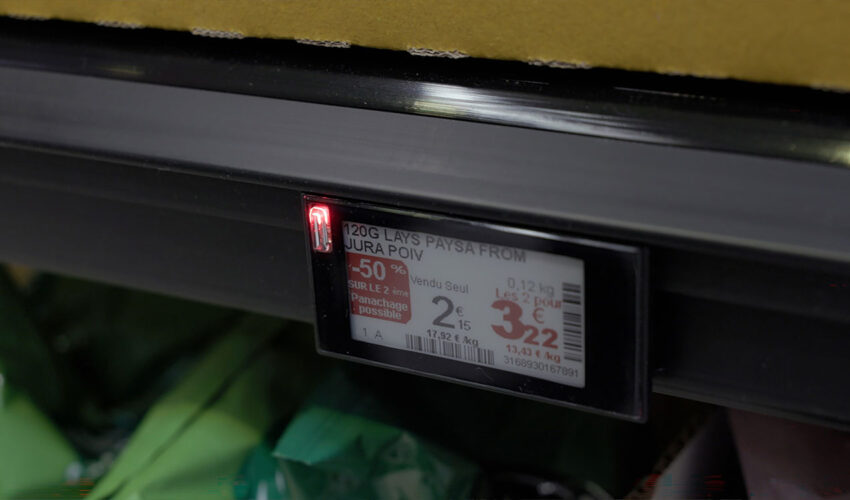 120G LAYS PAYSA FROM
JURA POIV
-50 %
SUR LE 2 ème
Panachage
possible
1 A
Vendu Seul
2€15
17,92 €/kg
0,12 kg
Les 2 pour
3€22
13,43 €/kg
3168930167891